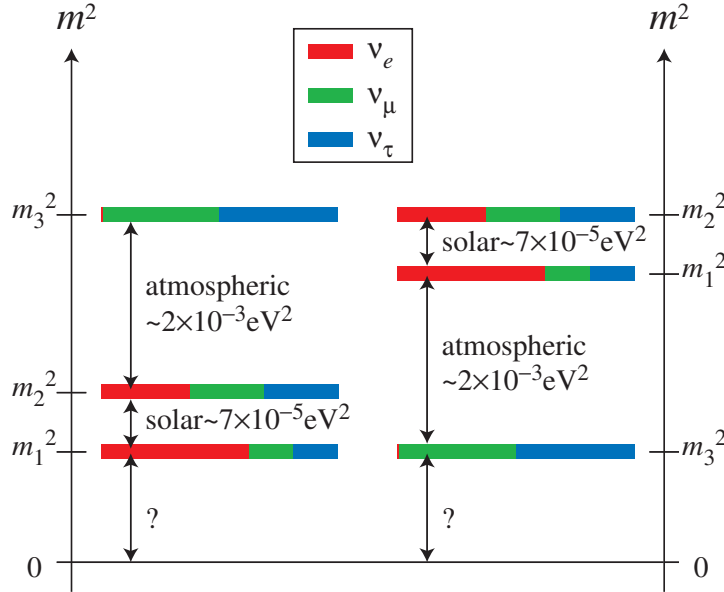 m²
m²
νₑ
ν_μ
ν_τ
m₃²
m₂²
solar~7×10⁻⁵eV²
m₁²
atmospheric
~2×10⁻³eV²
atmospheric
~2×10⁻³eV²
m₂²
solar~7×10⁻⁵eV²
m₁²
m₃²
?
?
0
0